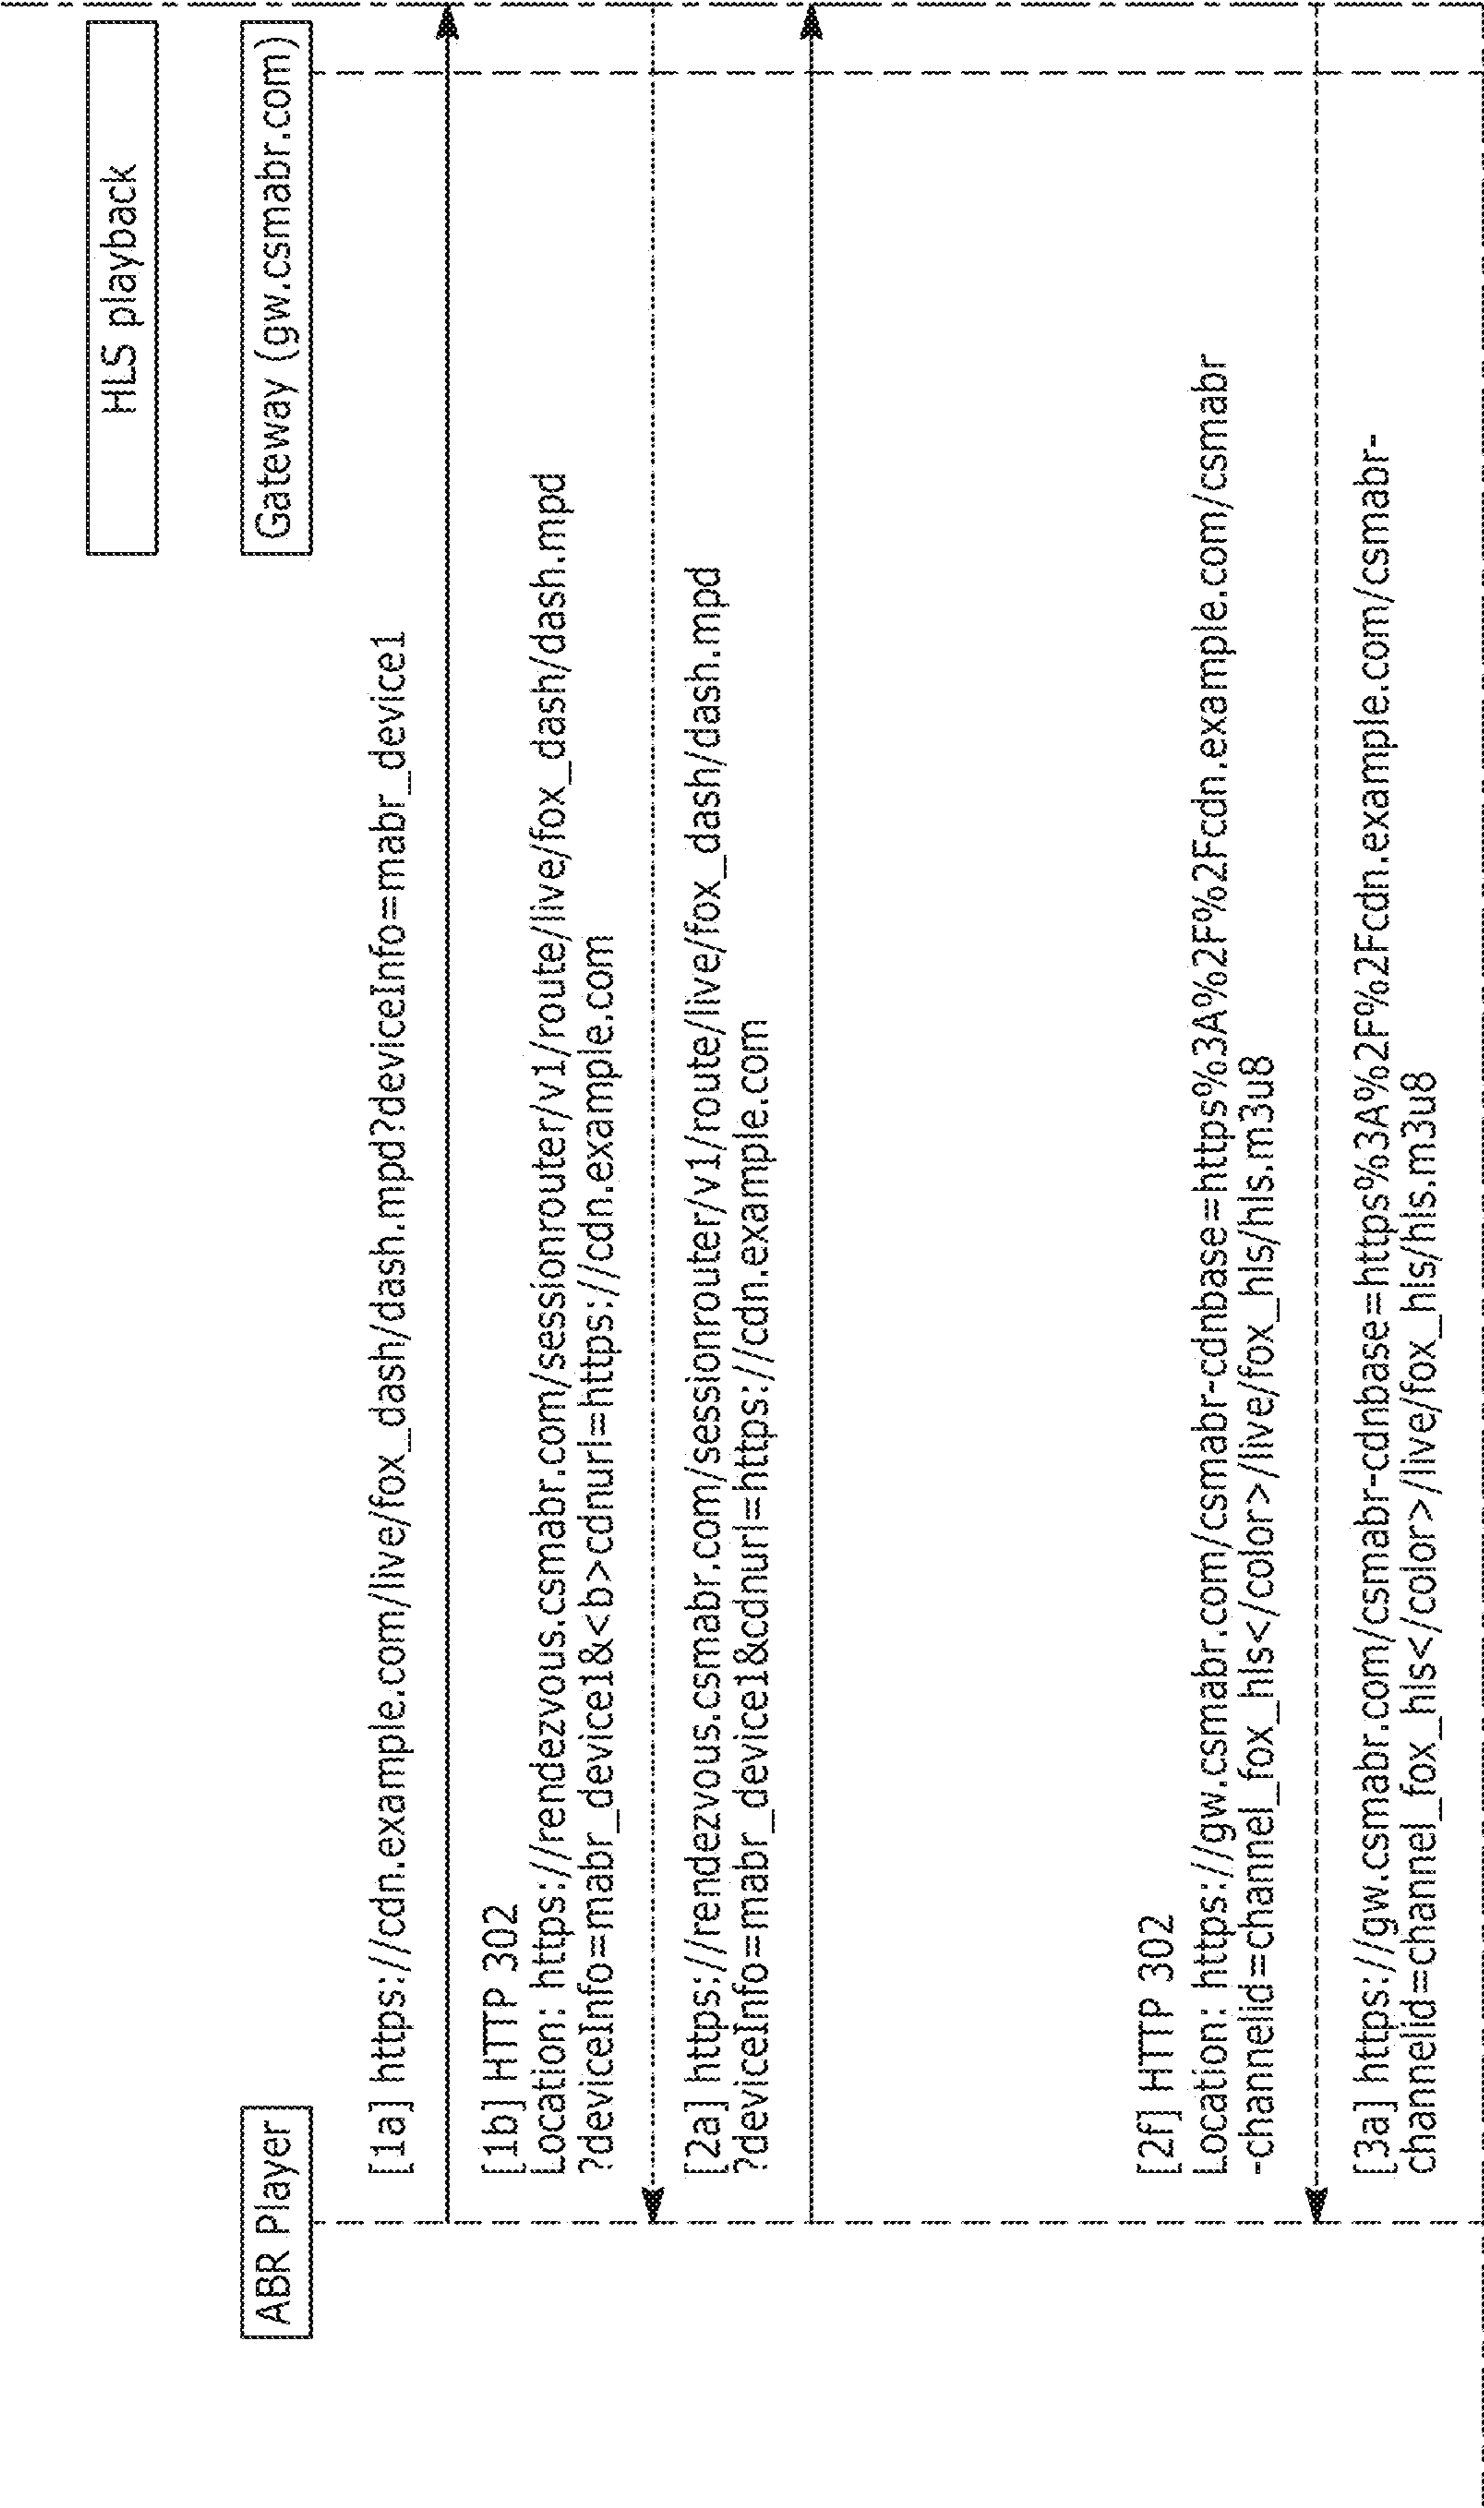 HLS playback
ABR Player
Gateway (gw.csmabr.com)
[1a] https://cdn.example.com/live/fox_dash/dash.mpd?deviceInfo=mabr_device1
[1b] HTTP 302
Location: https://rendezvous.csmabr.com/sessionrouter/v1/route/live/fox_dash/dash.mpd
?deviceInfo=mabr_device1&<b>cdnurl=https://cdn.example.com
[2a] https://rendezvous.csmabr.com/sessionrouter/v1/route/live/fox_dash/dash.mpd
?deviceInfo=mabr_device1&cdnurl=https://cdn.example.com
[2f] HTTP 302
Location: https://gw.csmabr.com/csmabr-cdnbase=https%3A%2F%2Fcdn.example.com/csmabr
-channelid=channel_fox_hls</color>/live/fox_hls/hls.m3u8
[3a] https://gw.csmabr.com/csmabr-cdnbase=https%3A%2F%2Fcdn.example.com/csmabr-
channelid=channel_fox_hls</color>/live/fox_hls/hls.m3u8